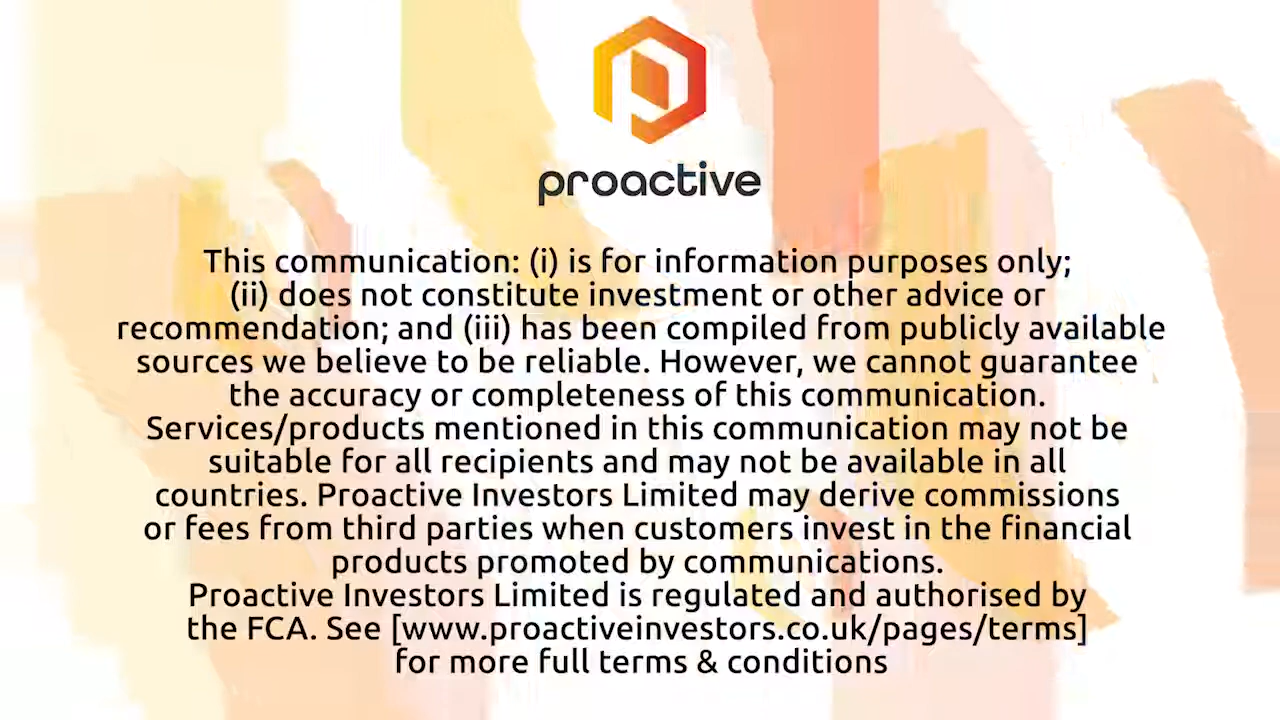 proactive
This communication: (i) is for information purposes only;
(ii) does not constitute investment or other advice or
recommendation; and (iii) has been compiled from publicly available
sources we believe to be reliable. However, we cannot guarantee
the accuracy or completeness of this communication.
Services/products mentioned in this communication may not be
suitable for all recipients and may not be available in all
countries. Proactive Investors Limited may derive commissions
or fees from third parties when customers invest in the financial
products promoted by communications.
Proactive Investors Limited is regulated and authorised by
the FCA. See [www.proactiveinvestors.co.uk/pages/terms]
for more full terms & conditions